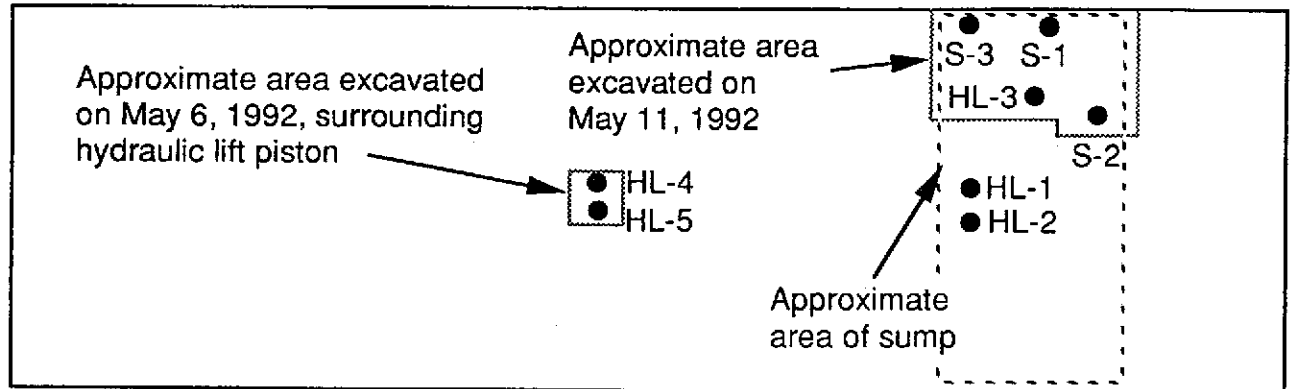 Approximate area excavated
on May 6, 1992, surrounding
hydraulic lift piston
Approximate area
excavated on
May 11, 1992
S-3
S-1
HL-3
S-2
HL-4
HL-5
HL-1
HL-2
Approximate
area of sump